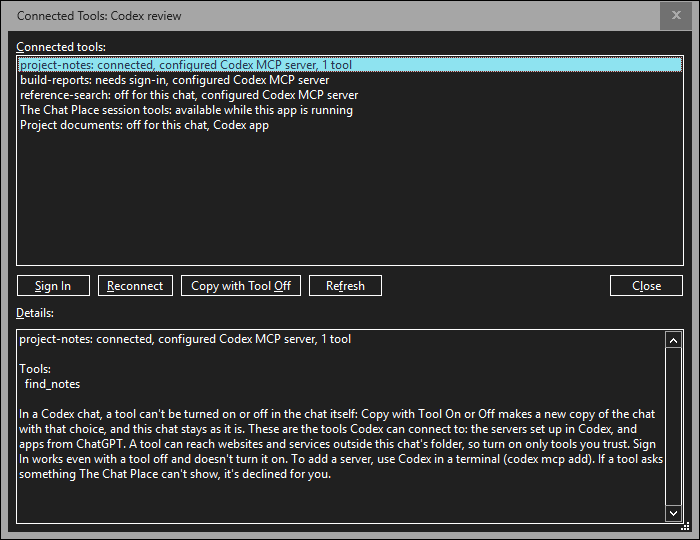 Connected Tools: Codex review
Connected tools:
project-notes: connected, configured Codex MCP server, 1 tool
build-reports: needs sign-in, configured Codex MCP server
reference-search: off for this chat, configured Codex MCP server
The Chat Place session tools: available while this app is running
Project documents: off for this chat, Codex app
Sign In Reconnect Copy with Tool Off Refresh Close
Details:
project-notes: connected, configured Codex MCP server, 1 tool
Tools:
find_notes
In a Codex chat, a tool can't be turned on or off in the chat itself: Copy with Tool On or Off makes a new copy of the chat
with that choice, and this chat stays as it is. These are the tools Codex can connect to: the servers set up in Codex, and
apps from ChatGPT. A tool can reach websites and services outside this chat's folder, so turn on only tools you trust. Sign
In works even with a tool off and doesn't turn it on. To add a server, use Codex in a terminal (codex mcp add). If a tool asks
something The Chat Place can't show, it's declined for you.